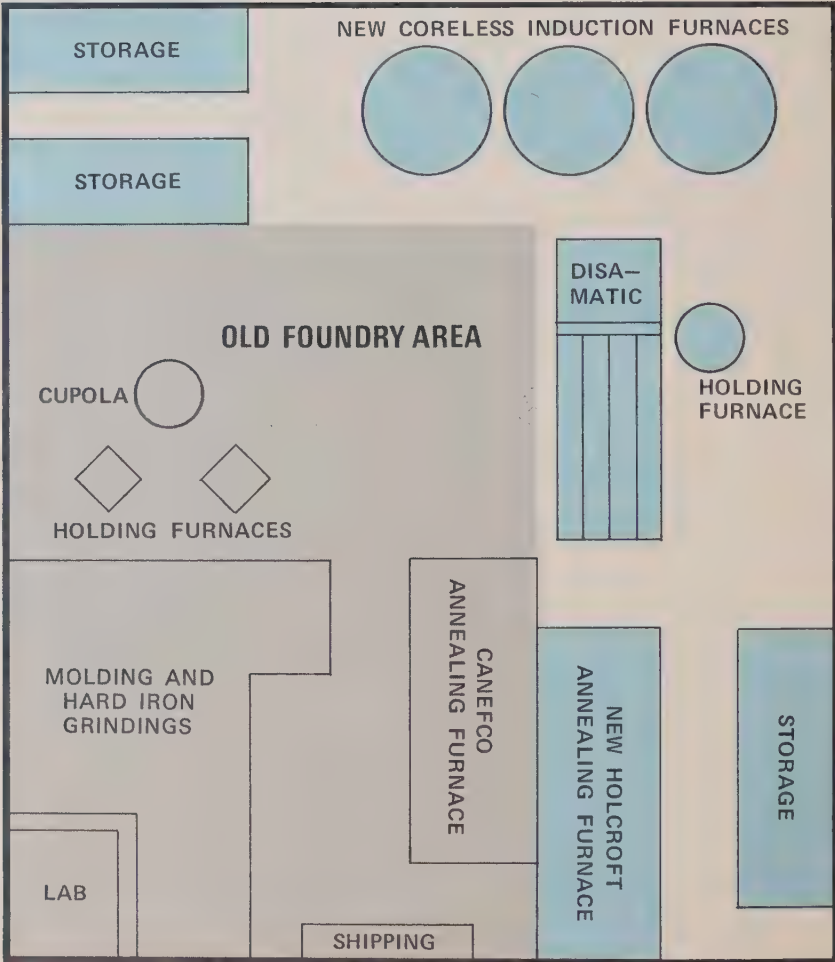 NEW CORELESS INDUCTION FURNACES
STORAGE
STORAGE
DISA–
MATIC
OLD FOUNDRY AREA
CUPOLA
HOLDING
FURNACE
HOLDING FURNACES
CANEFCO
ANNEALING FURNACE
MOLDING AND
HARD IRON
GRINDINGS
NEW HOLCROFT
ANNEALING FURNACE
STORAGE
LAB
SHIPPING